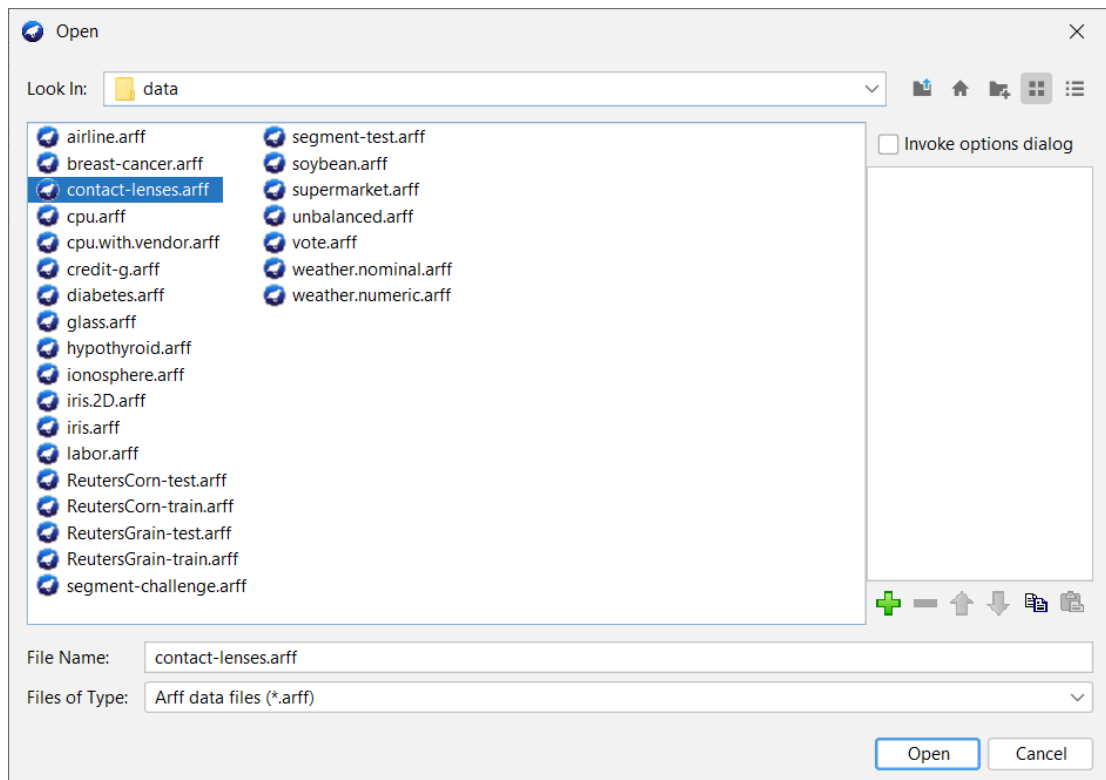 Open
Look In: data
airline.arff
breast-cancer.arff
contact-lenses.arff
cpu.arff
cpu.with.vendor.arff
credit-g.arff
diabetes.arff
glass.arff
hypothyroid.arff
ionosphere.arff
iris.2D.arff
iris.arff
labor.arff
ReutersCorn-test.arff
ReutersCorn-train.arff
ReutersGrain-test.arff
ReutersGrain-train.arff
segment-challenge.arff
segment-test.arff
soybean.arff
supermarket.arff
unbalanced.arff
vote.arff
weather.nominal.arff
weather.numeric.arff
Invoke options dialog
File Name: contact-lenses.arff
Files of Type: Arff data files (*.arff)
Open Cancel